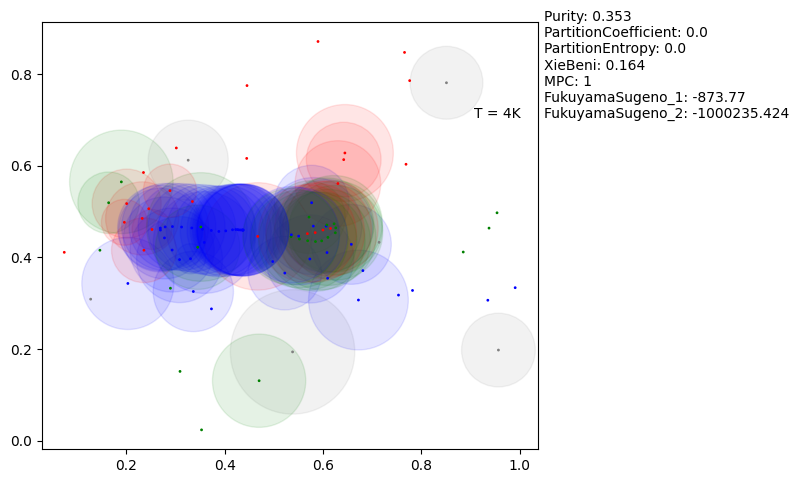 Purity: 0.353
PartitionCoefficient: 0.0
PartitionEntropy: 0.0
XieBeni: 0.164
MPC: 1
FukuyamaSugeno_1: -873.77
FukuyamaSugeno_2: -1000235.424
T = 4K
0.8
0.6
0.4
0.2
0.0
0.2 0.4 0.6 0.8 1.0